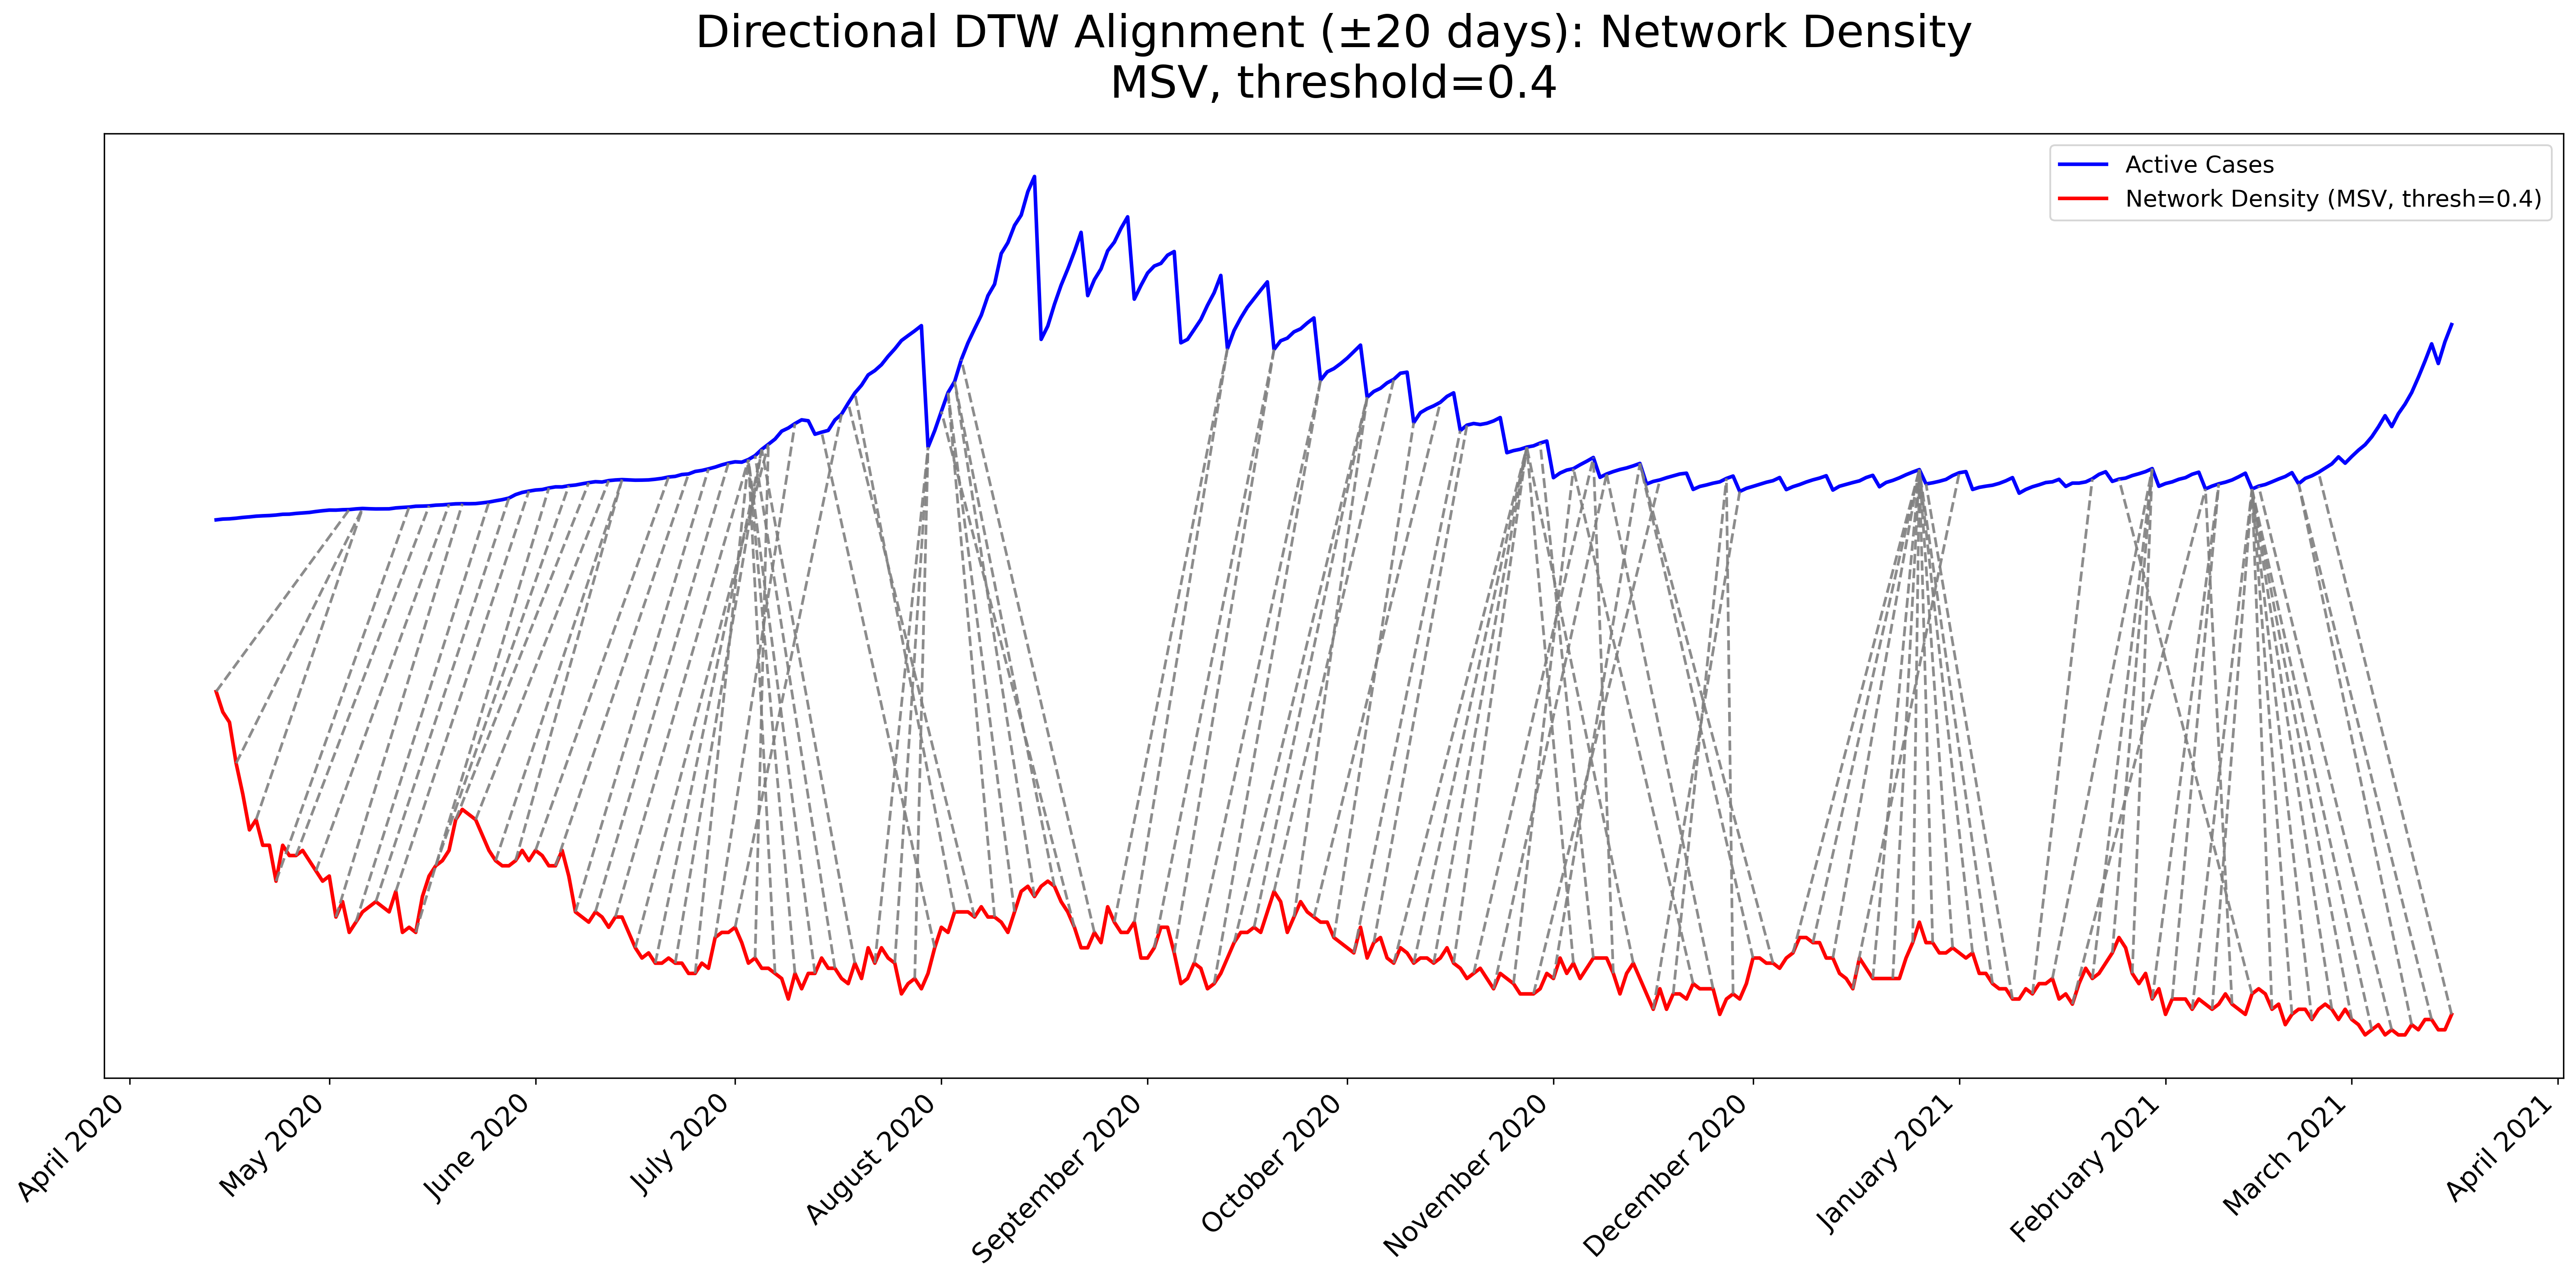 Directional DTW Alignment (±20 days): Network Density
MSV, threshold=0.4
Active Cases
Network Density (MSV, thresh=0.4)
April 2020
May 2020
June 2020
July 2020
August 2020
September 2020
October 2020
November 2020
December 2020
January 2021
February 2021
March 2021
April 2021